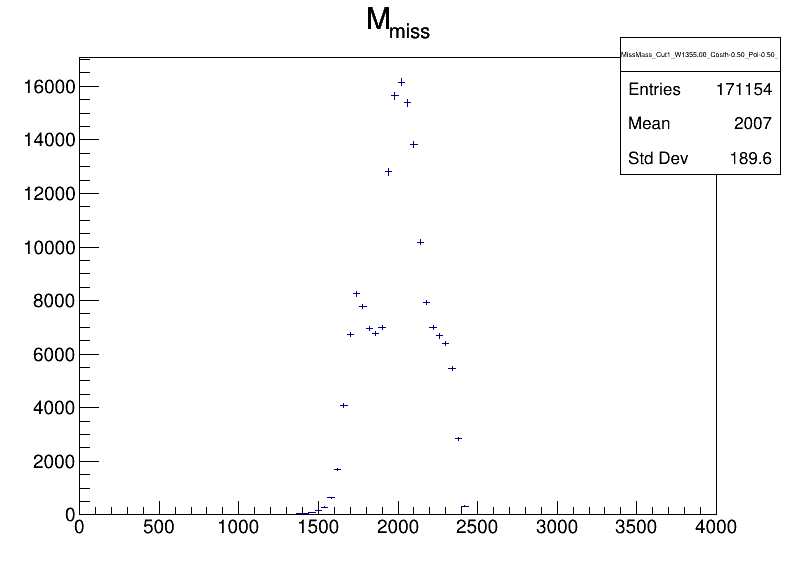 M_miss
MissMass_Cut1_W1355.00_Costh-0.50_Pol-0.50_
Entries 171154
Mean 2007
Std Dev 189.6
16000
14000
12000
10000
8000
6000
4000
2000
0
0 500 1000 1500 2000 2500 3000 3500 4000